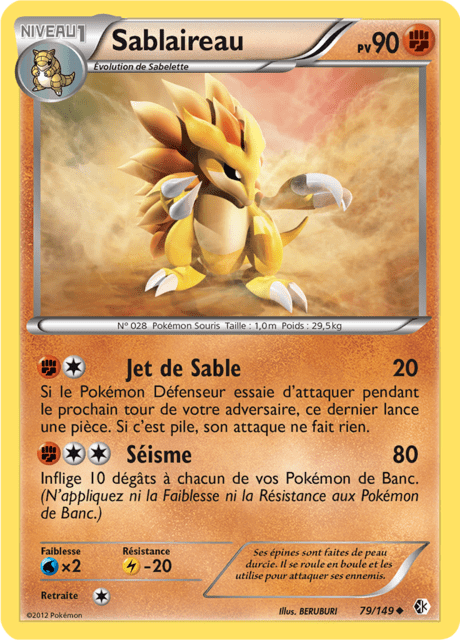 NIVEAU 1
Sablaireau
PV 90
Évolution de Sabelette
N° 028 Pokémon Souris Taille : 1,0m Poids : 29,5kg
Jet de Sable 20
Si le Pokémon Défenseur essaie d'attaquer pendant
le prochain tour de votre adversaire, ce dernier lance
une pièce. Si c'est pile, son attaque ne fait rien.
Séisme 80
Inflige 10 dégâts à chacun de vos Pokémon de Banc.
(N'appliquez ni la Faiblesse ni la Résistance aux Pokémon
de Banc.)
Faiblesse Résistance
×2 -20
Retraite
Ses épines sont faites de peau
durcie. Il se roule en boule et les
utilise pour attaquer ses ennemis.
©2012 Pokémon Illus. BERUBURI 79/149